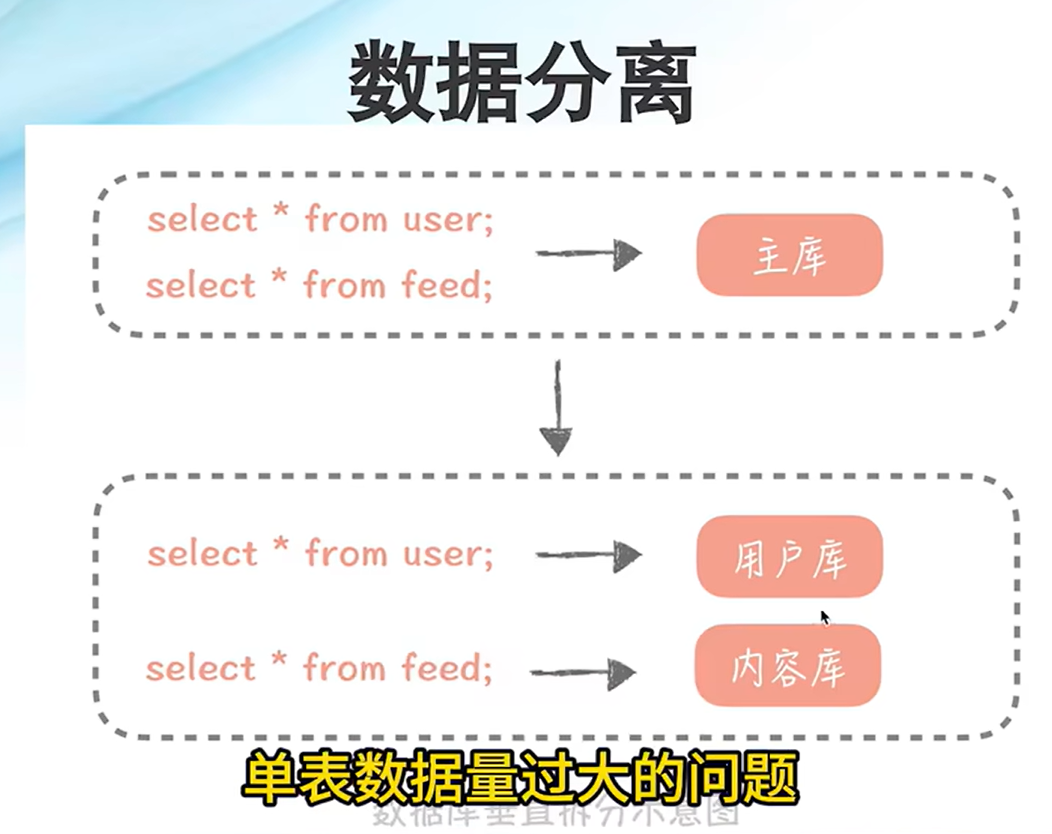 数据分离
select * from user;
select * from feed;
主库
select * from user;
用户库
select * from feed;
内容库
单表数据量过大的问题
数据库垂直拆分示意图